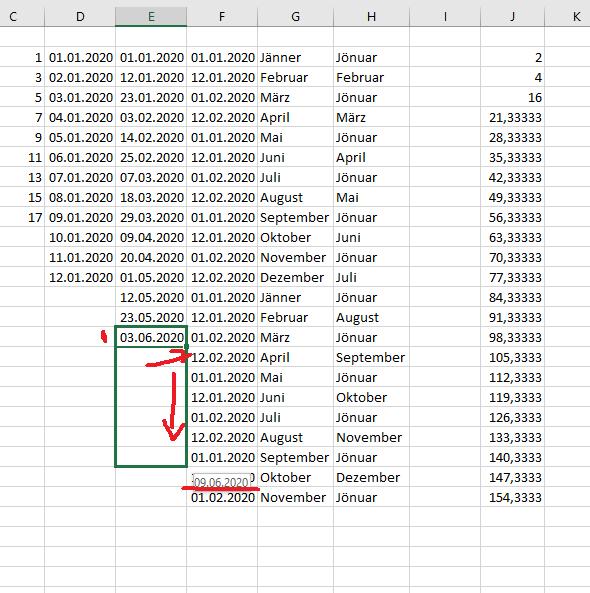 C D E F G H I J K
1 01.01.2020 01.01.2020 01.01.2020 Jänner Jönuar 2
3 02.01.2020 12.01.2020 12.01.2020 Februar Februar 4
5 03.01.2020 23.01.2020 01.02.2020 März Jönuar 16
7 04.01.2020 03.02.2020 12.02.2020 April März 21,33333
9 05.01.2020 14.02.2020 01.01.2020 Mai Jönuar 28,33333
11 06.01.2020 25.02.2020 12.01.2020 Juni April 35,33333
13 07.01.2020 07.03.2020 01.02.2020 Juli Jönuar 42,33333
15 08.01.2020 18.03.2020 12.02.2020 August Mai 49,33333
17 09.01.2020 29.03.2020 01.01.2020 September Jönuar 56,33333
10.01.2020 09.04.2020 12.01.2020 Oktober Juni 63,33333
11.01.2020 20.04.2020 01.02.2020 November Jönuar 70,33333
12.01.2020 01.05.2020 12.02.2020 Dezember Juli 77,33333
12.05.2020 01.01.2020 Jänner Jönuar 84,33333
23.05.2020 12.01.2020 Februar August 91,33333
03.06.2020 01.02.2020 März Jönuar 98,33333
12.02.2020 April September 105,3333
01.01.2020 Mai Jönuar 112,3333
12.01.2020 Juni Oktober 119,3333
01.02.2020 Juli Jönuar 126,3333
12.02.2020 August November 133,3333
01.01.2020 September Jönuar 140,3333
09.06.2020 Oktober Dezember 147,3333
01.02.2020 November Jönuar 154,3333